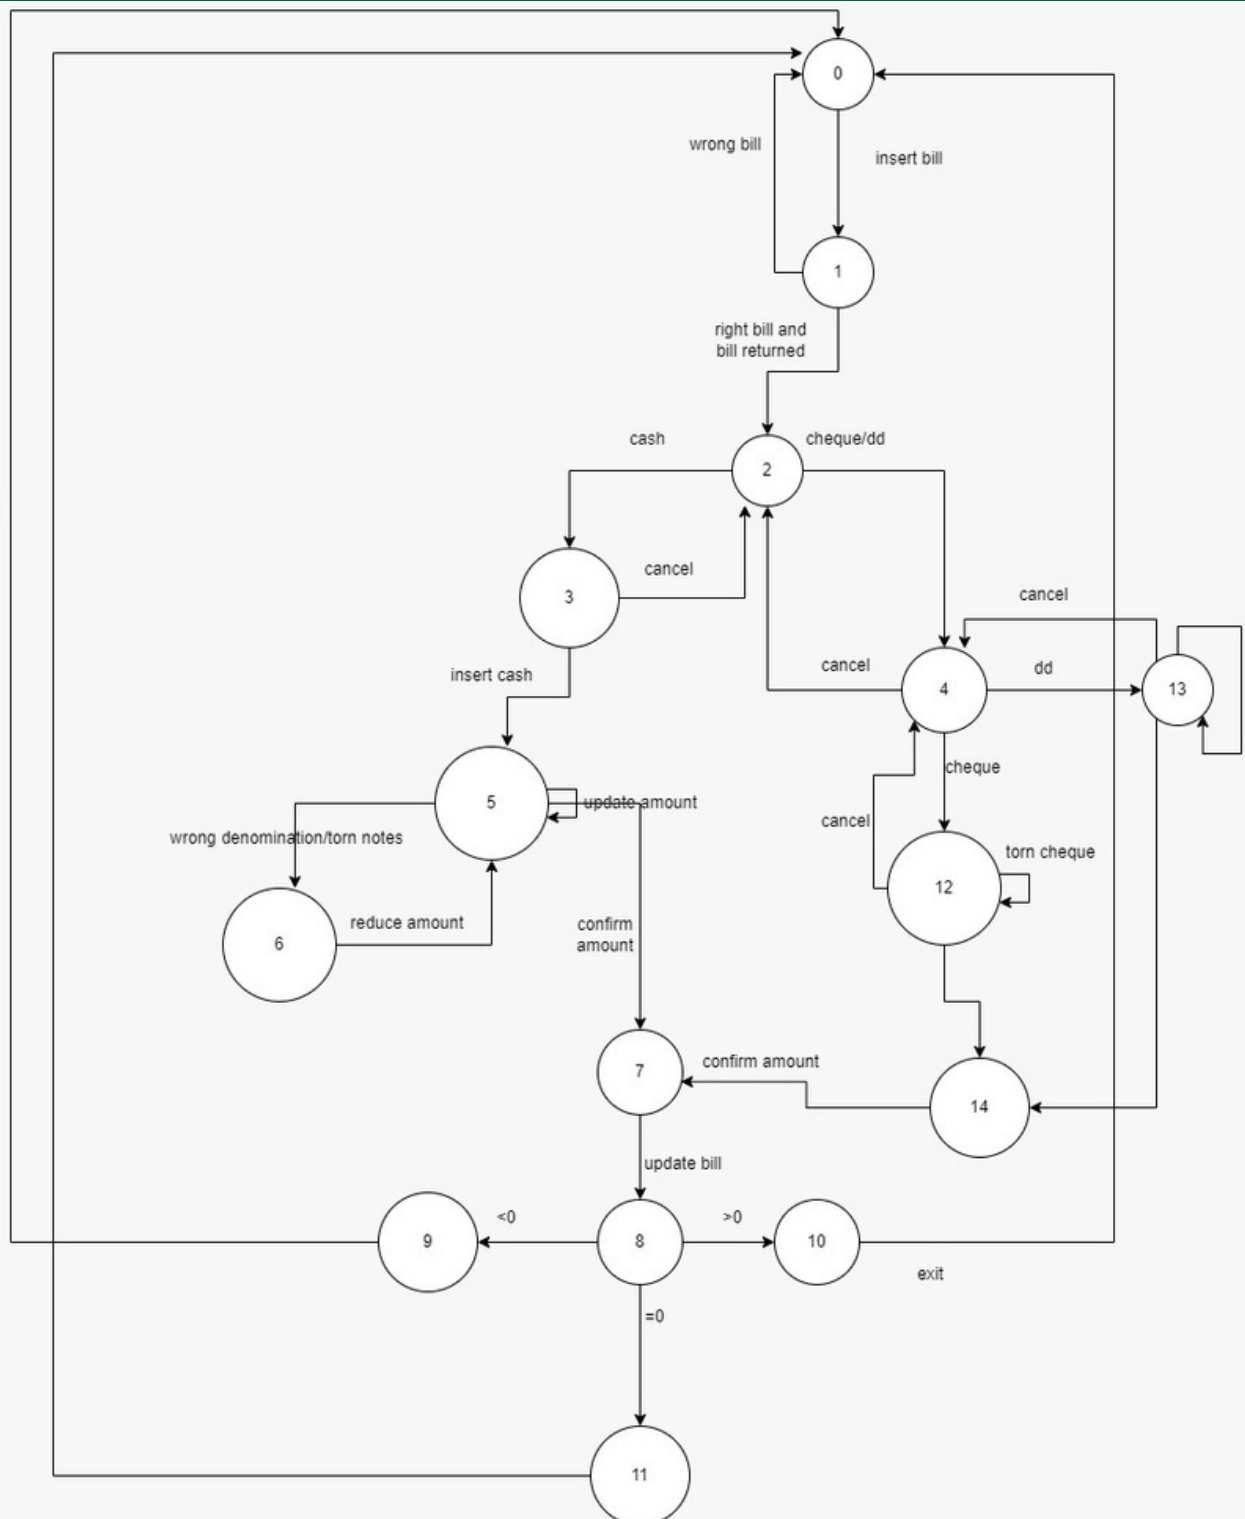 0
wrong bill
insert bill
1
right bill and
bill returned
cash
cheque/dd
2
cancel
3
cancel
insert cash
cancel
dd
4
13
cheque
5
update amount
cancel
wrong denomination/torn notes
torn cheque
12
reduce amount
confirm
amount
6
confirm amount
7
14
update bill
<0
>0
9
8
10
exit
=0
11